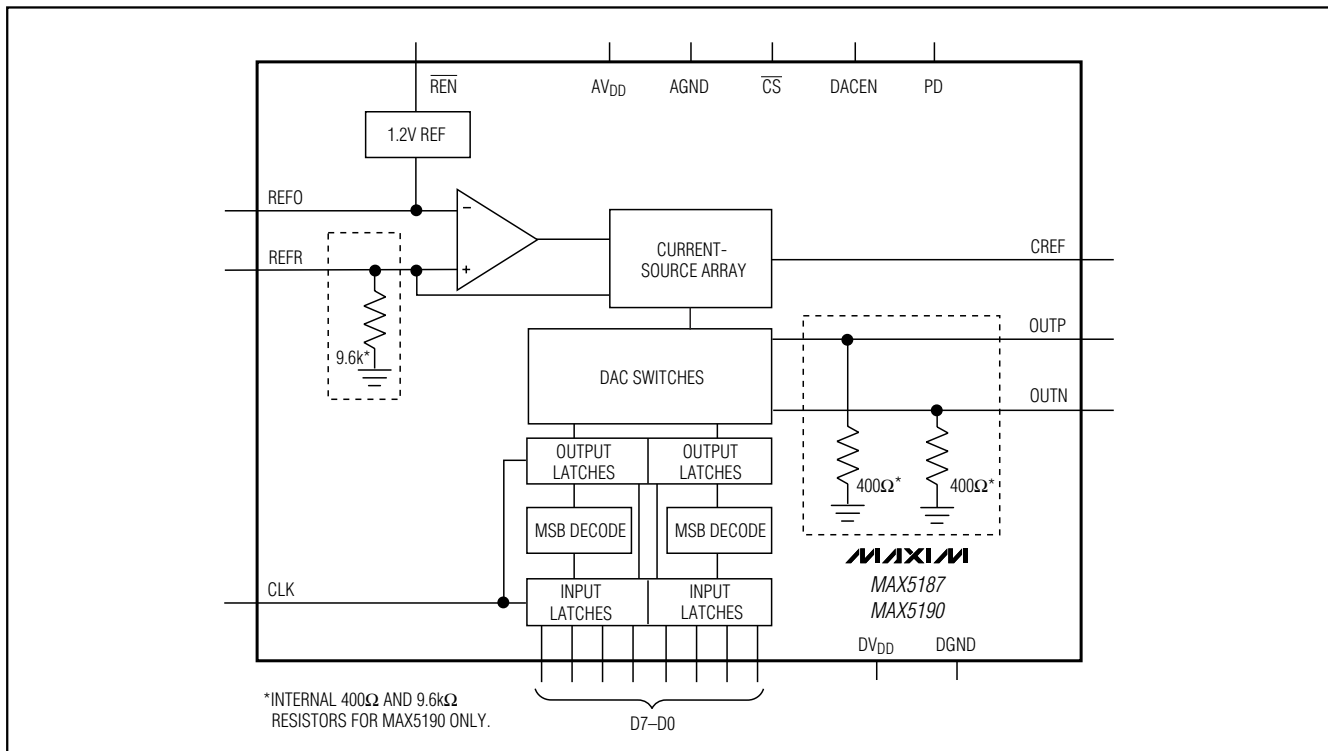 R̅E̅N̅ AVDD AGND C̅S̅ DACEN PD
1.2V REF
REFO
−
REFR
+
CURRENT-
SOURCE ARRAY
CREF
9.6k*
DAC SWITCHES
OUTP
OUTN
OUTPUT
LATCHES
OUTPUT
LATCHES
400Ω*
400Ω*
MSB DECODE
MSB DECODE
MAXIM
MAX5187
MAX5190
CLK
INPUT
LATCHES
INPUT
LATCHES
DVDD DGND
*INTERNAL 400Ω AND 9.6kΩ
RESISTORS FOR MAX5190 ONLY.
D7–D0